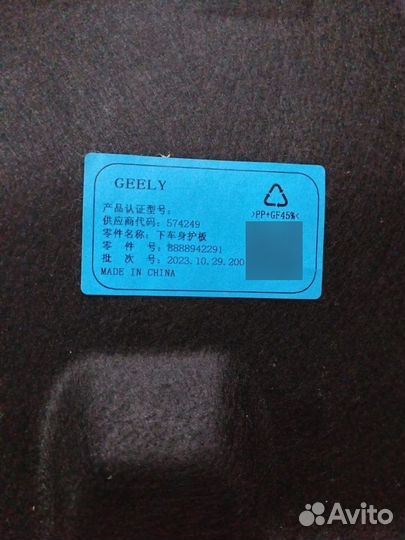 GEELY
产品认证型号:
供应商代码: 574249
零件名称: 下车身护板
零 件 号: 8888942291
批 次 号: 2023.10.29.200
MADE IN CHINA
>PP+GF45%<
Avito